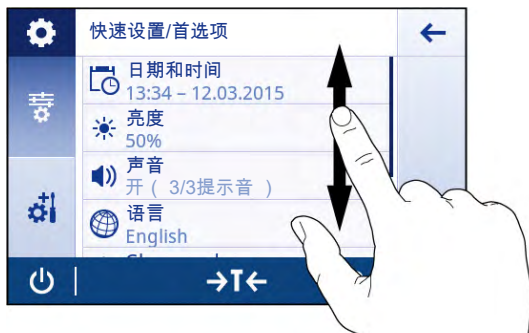 快速设置/首选项
日期和时间
13:34 – 12.03.2015
亮度
50%
声音
开 （ 3/3提示音 ）
语言
English
→T←